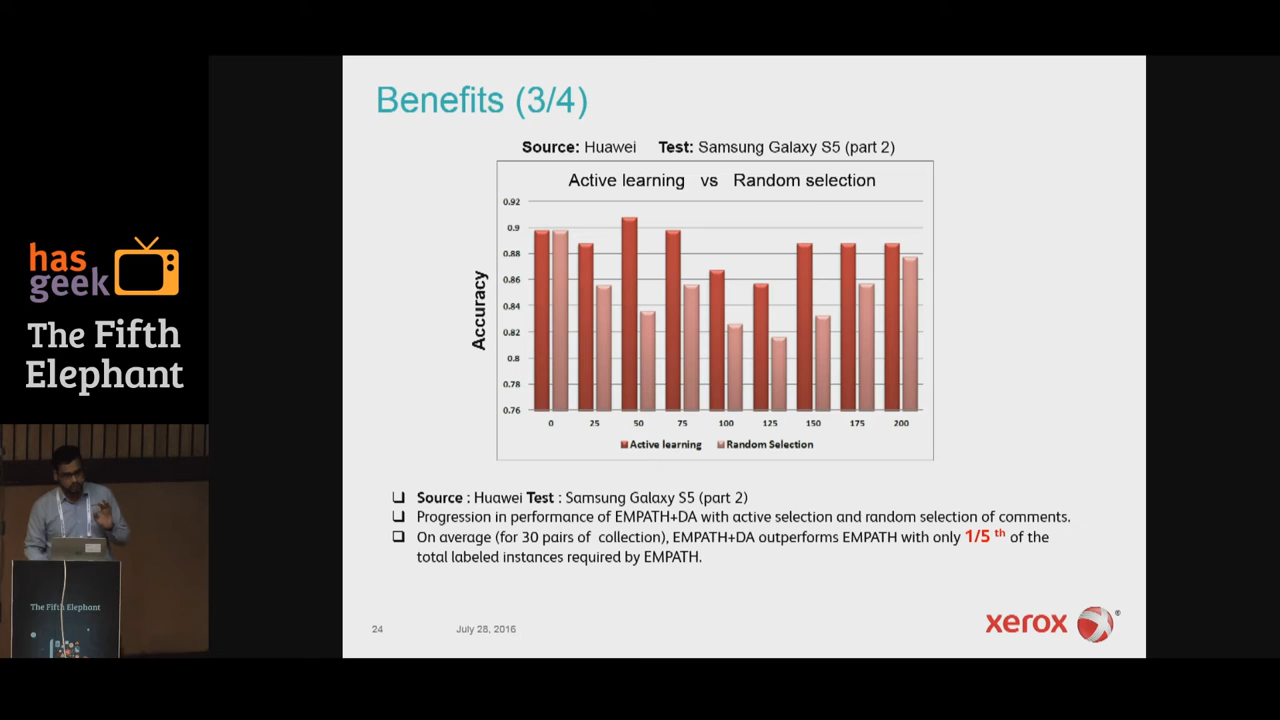 Benefits (3/4)
Source: Huawei Test: Samsung Galaxy S5 (part 2)
Active learning vs Random selection
0.92
0.9
0.88
0.86
0.84
0.82
0.8
0.78
0.76
Accuracy
0 25 50 75 100 125 150 175 200
Active learning Random Selection
❑ Source : Huawei Test : Samsung Galaxy S5 (part 2)
❑ Progression in performance of EMPATH+DA with active selection and random selection of comments.
❑ On average (for 30 pairs of collection), EMPATH+DA outperforms EMPATH with only 1/5 th of the
total labeled instances required by EMPATH.
24 July 28, 2016
xerox ®
has
geek
The Fifth
Elephant
The Fifth Elephant